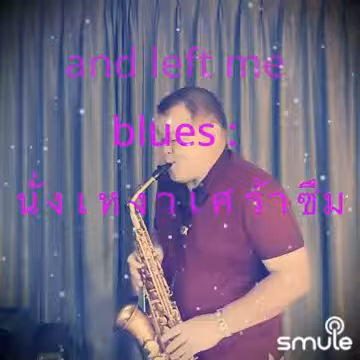 and left me
blues :
นั่ ง เ ห ง า เ ศ ร้ า ซึ ม
smule